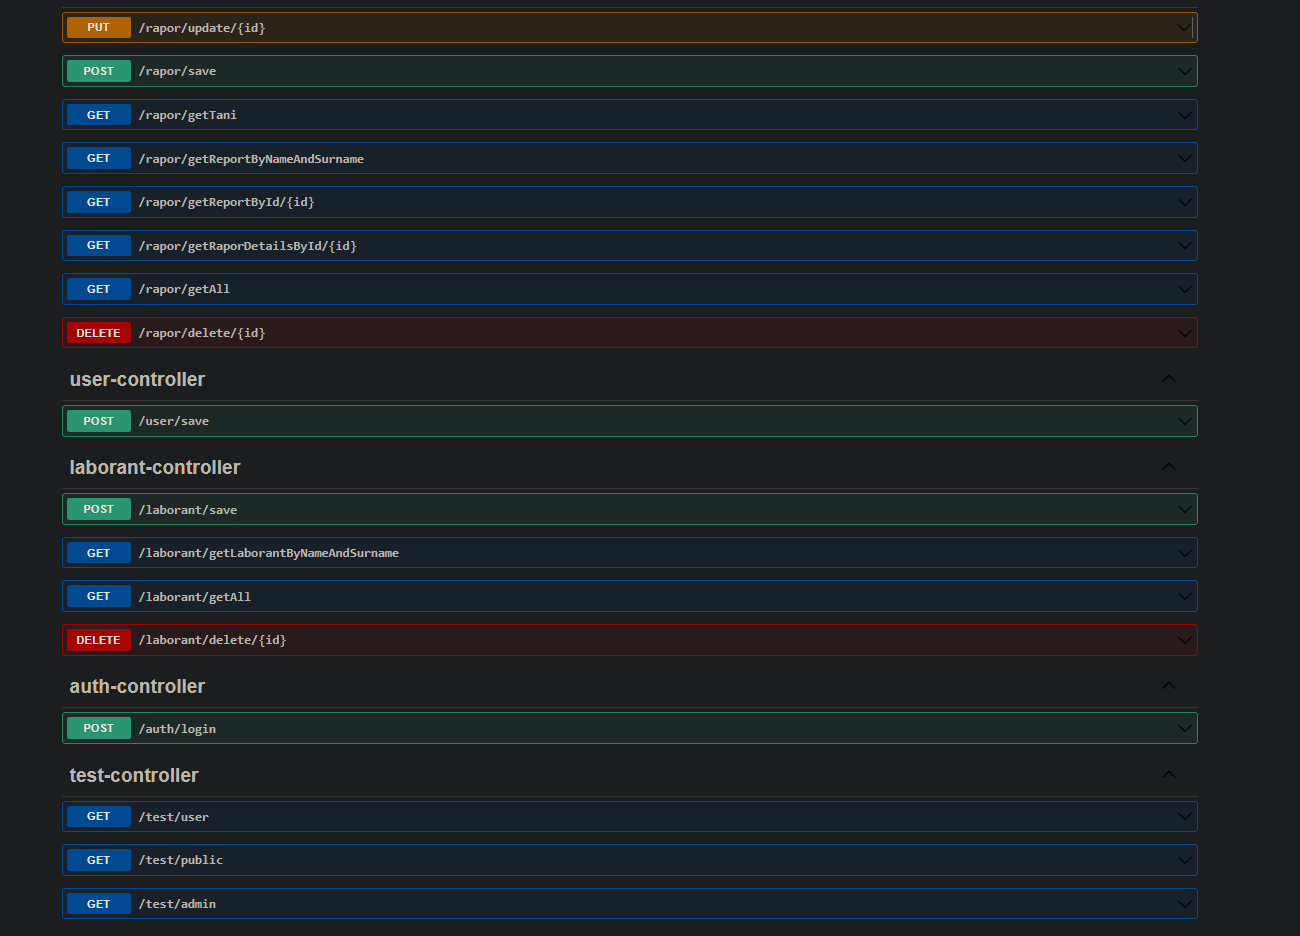 PUT /rapor/update/{id}
POST /rapor/save
GET /rapor/getTani
GET /rapor/getReportByNameAndSurname
GET /rapor/getReportById/{id}
GET /rapor/getRaporDetailsById/{id}
GET /rapor/getAll
DELETE /rapor/delete/{id}
user-controller
POST /user/save
laborant-controller
POST /laborant/save
GET /laborant/getLaborantByNameAndSurname
GET /laborant/getAll
DELETE /laborant/delete/{id}
auth-controller
POST /auth/login
test-controller
GET /test/user
GET /test/public
GET /test/admin